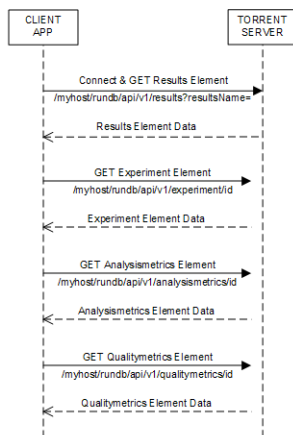 CLIENT
APP
TORRENT
SERVER
Connect & GET Results Element
/myhost/rundb/api/v1/results?resultsName=
Results Element Data
GET Experiment Element
/myhost/rundb/api/v1/experiment/id
Experiment Element Data
GET Analysismetrics Element
/myhost/rundb/api/v1/analysismetrics/id
Analysismetrics Element Data
GET Qualitymetrics Element
/myhost/rundb/api/v1/qualitymetrics/id
Qualitymetrics Element Data